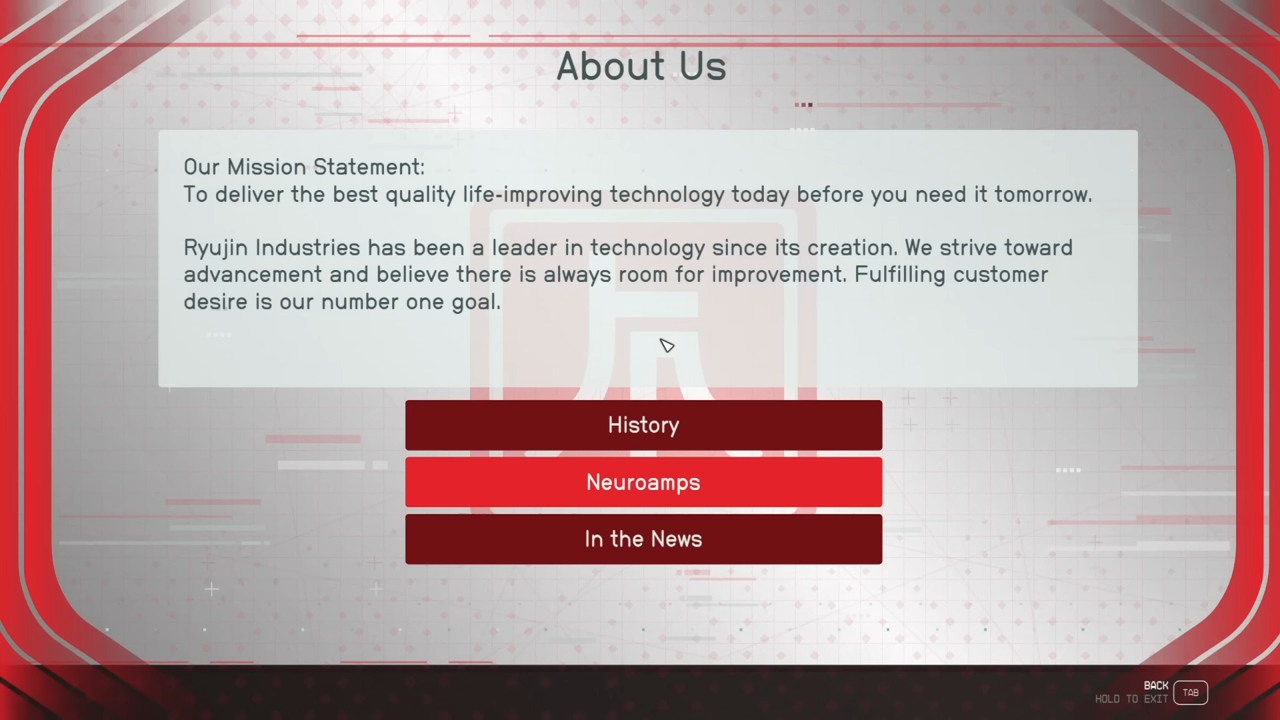 About Us
Our Mission Statement:
To deliver the best quality life-improving technology today before you need it tomorrow.
Ryujin Industries has been a leader in technology since its creation. We strive toward
advancement and believe there is always room for improvement. Fulfilling customer
desire is our number one goal.
History
Neuroamps
In the News
BACK
HOLD TO EXIT
TAB